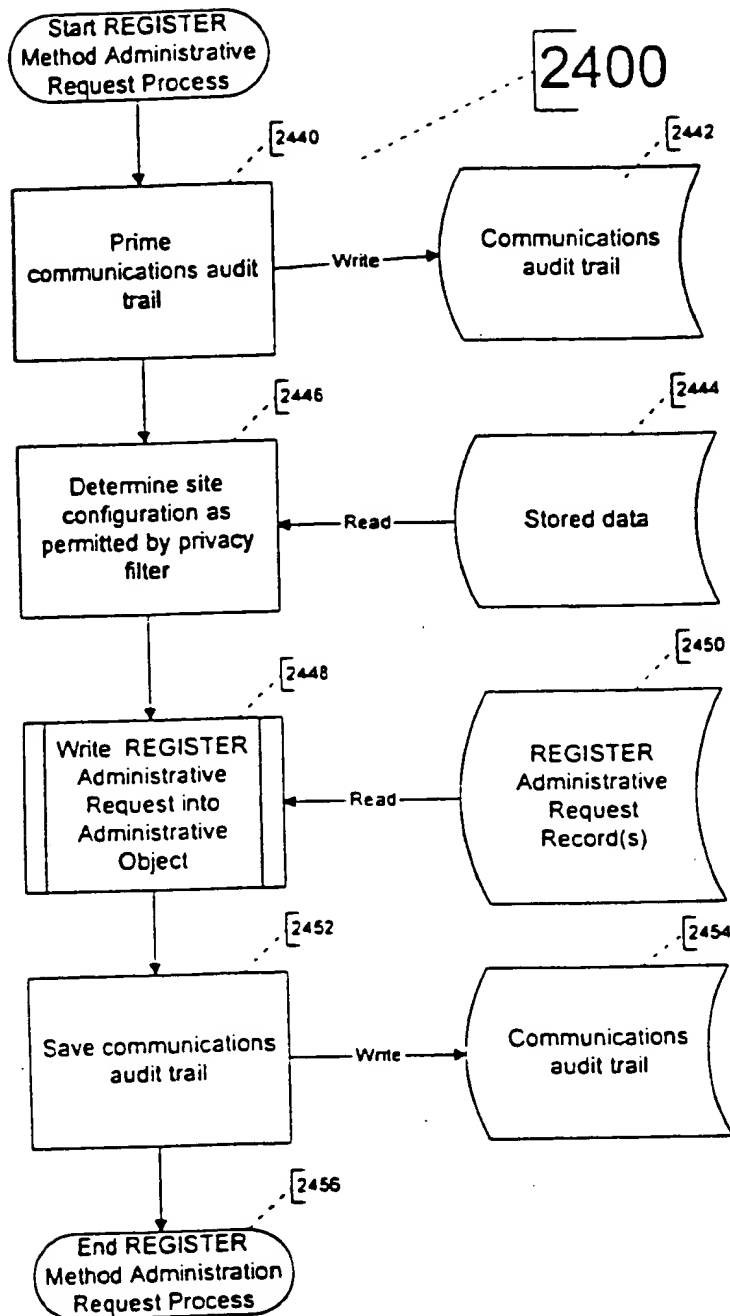 Start REGISTER
Method Administrative
Request Process
2400
2440
2442
Prime
communications audit
trail
Write
Communications
audit trail
2446
2444
Determine site
configuration as
permitted by privacy
filter
Read
Stored data
2448
2450
Write REGISTER
Administrative
Request into
Administrative
Object
Read
REGISTER
Administrative
Request
Record(s)
2452
2454
Save communications
audit trail
Write
Communications
audit trail
2456
End REGISTER
Method Administration
Request Process